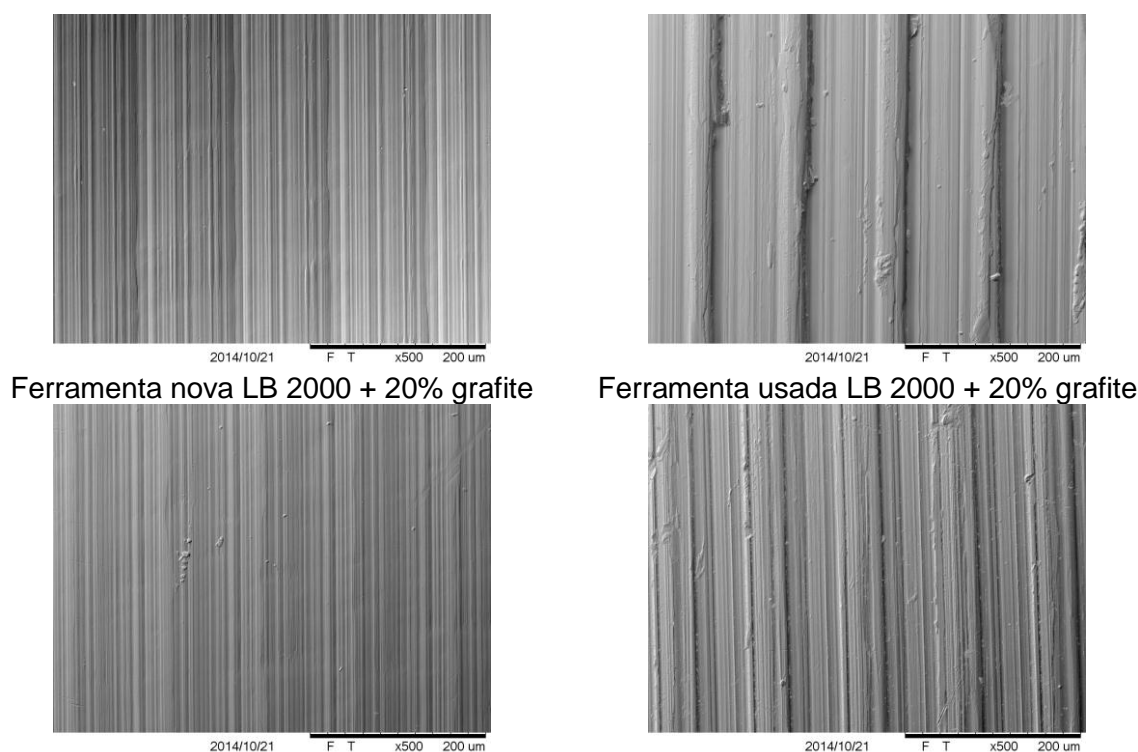 2014/10/21 F T x500 200 um
2014/10/21 F T x500 200 um
Ferramenta nova LB 2000 + 20% grafite
Ferramenta usada LB 2000 + 20% grafite
2014/10/21 F T x500 200 um
2014/10/21 F T x500 200 um